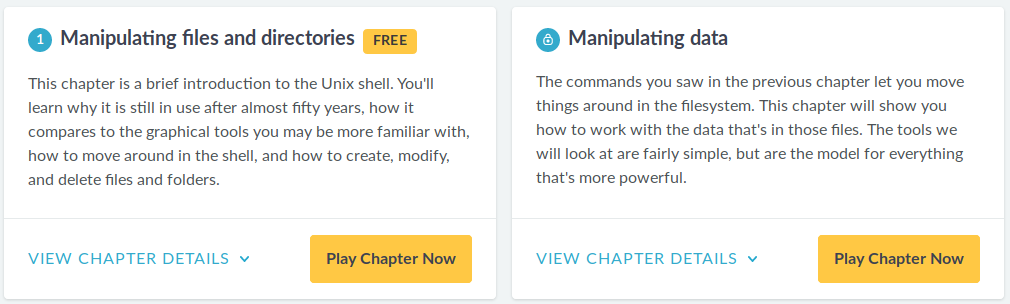 1 Manipulating files and directories FREE
This chapter is a brief introduction to the Unix shell. You'll
learn why it is still in use after almost fifty years, how it
compares to the graphical tools you may be more familiar with,
how to move around in the shell, and how to create, modify,
and delete files and folders.
VIEW CHAPTER DETAILS
Play Chapter Now
Manipulating data
The commands you saw in the previous chapter let you move
things around in the filesystem. This chapter will show you
how to work with the data that's in those files. The tools we
will look at are fairly simple, but are the model for everything
that's more powerful.
VIEW CHAPTER DETAILS
Play Chapter Now